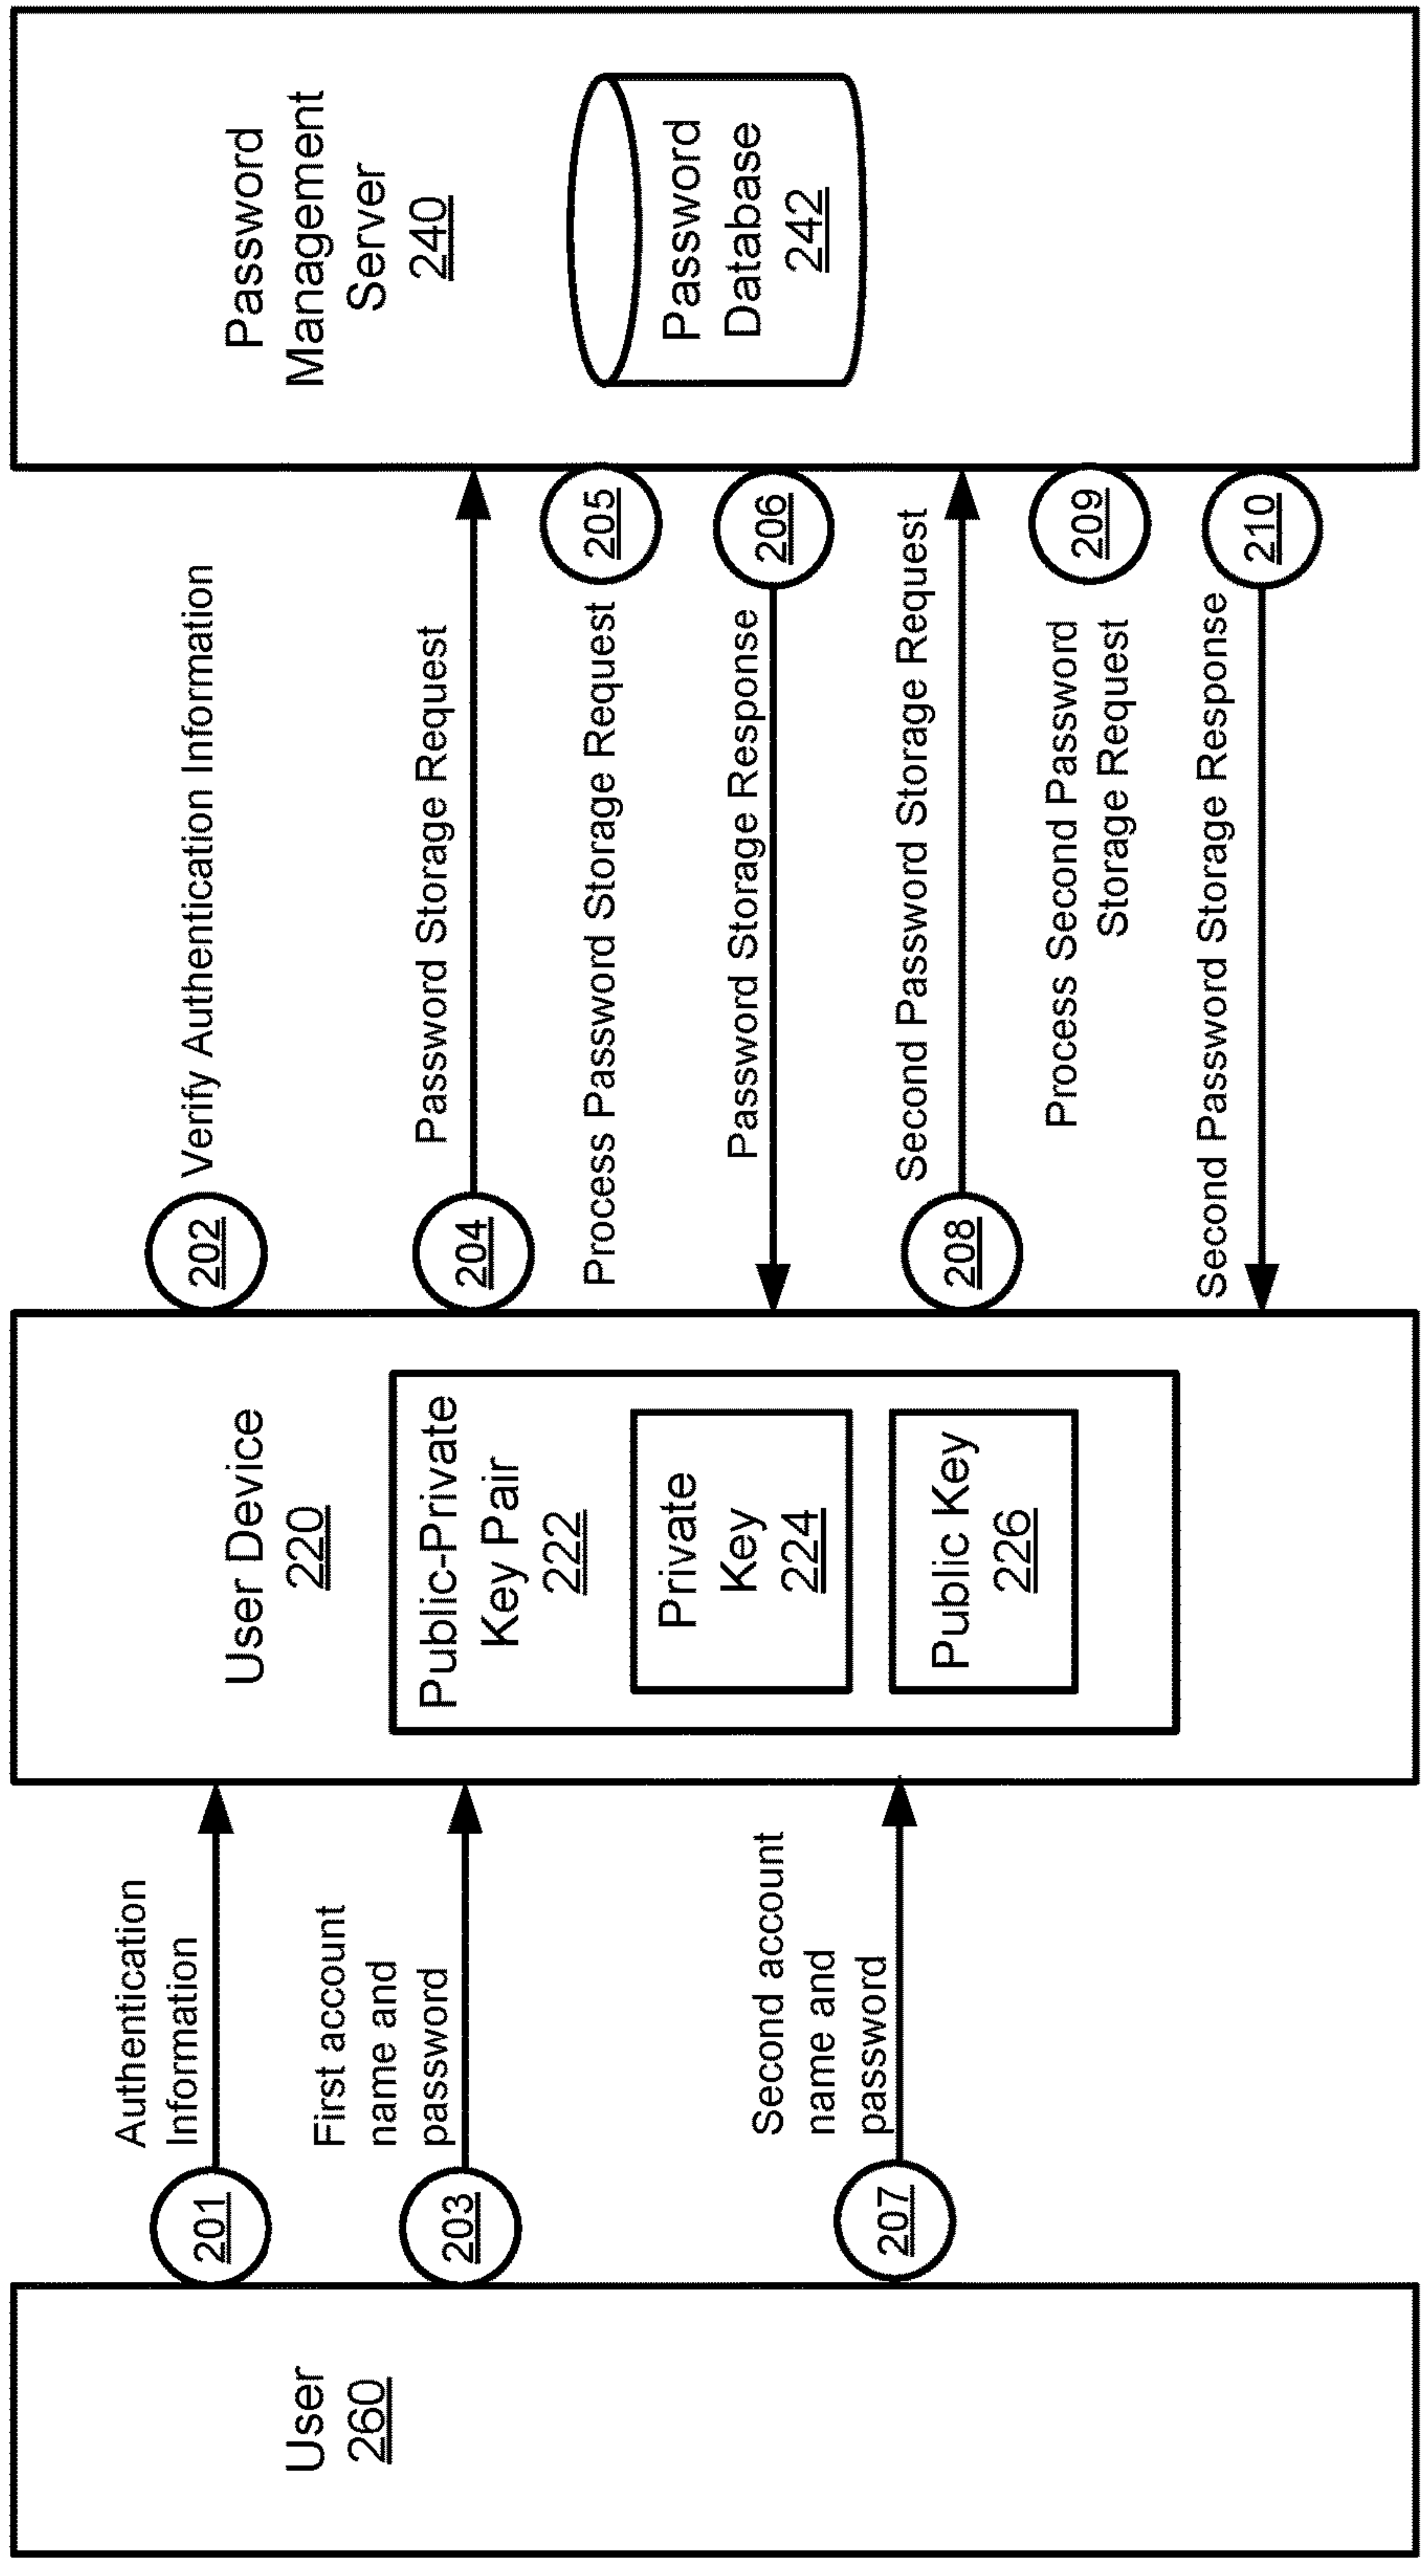 User
260
User Device
220
Public-Private
Key Pair
222
Private
Key
224
Public Key
226
Password
Management
Server
240
Password
Database
242
201
Authentication
Information
202
Verify Authentication Information
203
First account
name and
password
204
Password Storage Request
205
Process Password Storage Request
206
Password Storage Response
207
Second account
name and
password
208
Second Password Storage Request
209
Process Second Password
Storage Request
210
Second Password Storage Response